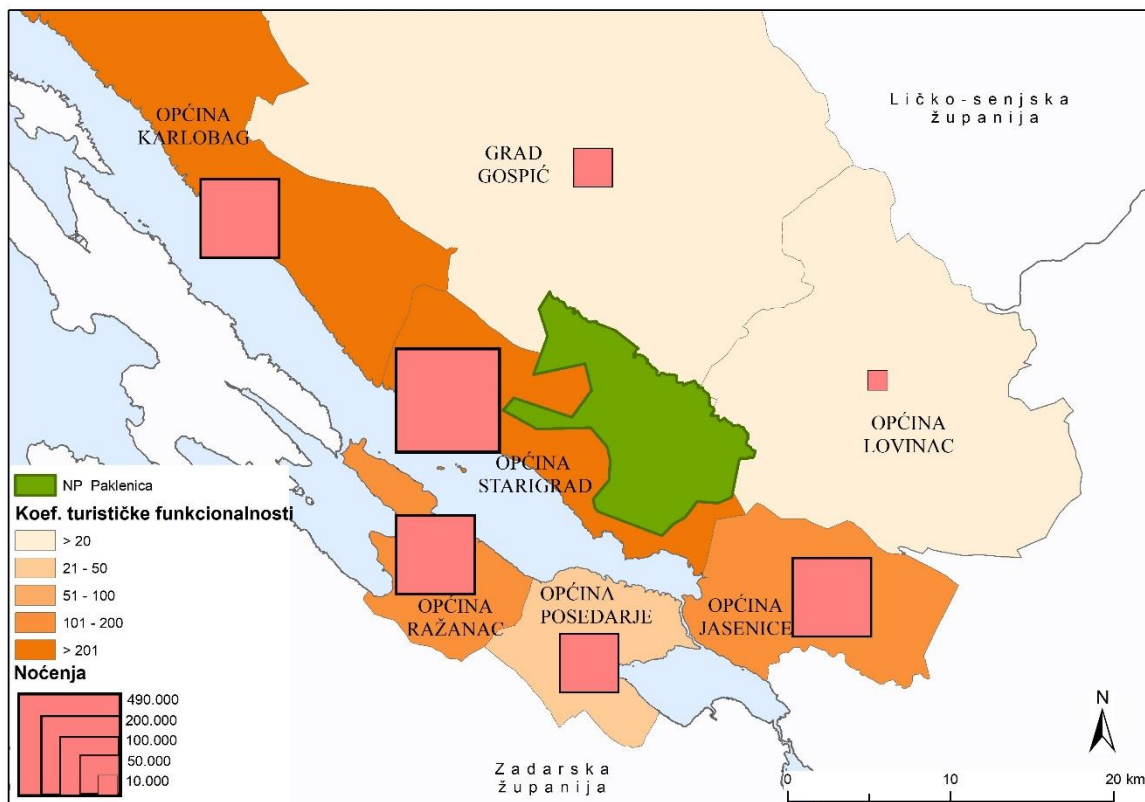 OPĆINA
KARLOBAG
GRAD
GOSPIĆ
Ličko-senjska
županija
OPĆINA
LOVINAC
OPĆINA
STARIGRAD
OPĆINA
RAŽANAC
OPĆINA
POSEDARJE
OPĆINA
JASENICE
Zadarska
županija
NP Paklenica
Koef. turističke funkcionalnosti
> 20
21 - 50
51 - 100
101 - 200
> 201
Noćenja
490.000
200.000
100.000
50.000
10.000
N
0 10 20 km